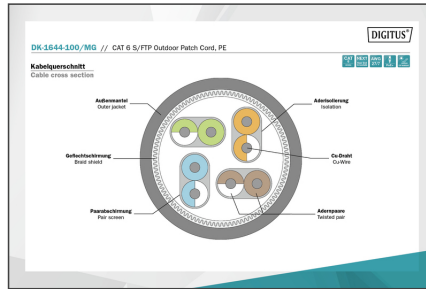 DIGITUS®
DK-1644-100/MG // CAT 6 S/FTP Outdoor Patch Cord, PE
Kabelquerschnitt
Cable cross section
Außenmantel
Outer jacket
Aderisolierung
Isolation
Geflechtschirmung
Braid shield
Cu-Draht
Cu-Wire
Paarabschirmung
Pair screen
Adernpaare
Twisted pair